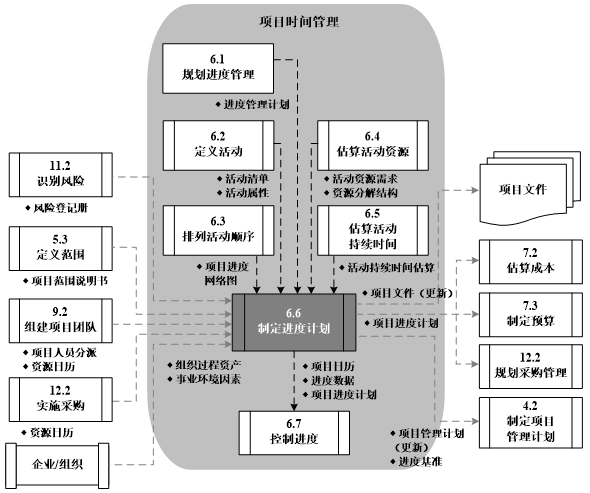 项目时间管理
6.1
规划进度管理
◆ 进度管理计划
6.2
定义活动
◆ 活动清单
◆ 活动属性
6.4
估算活动资源
◆ 活动资源需求
◆ 资源分解结构
11.2
识别风险
◆ 风险登记册
项目文件
6.3
排列活动顺序
◆ 项目进度
网络图
6.5
估算活动
持续时间
◆ 活动持续时间估算
5.3
定义范围
◆ 项目范围说明书
7.2
估算成本
◆ 项目文件（更新）
9.2
组建项目团队
◆ 项目人员分派
◆ 资源日历
6.6
制定进度计划
◆ 项目进度计划
7.3
制定预算
◆ 组织过程资产
◆ 事业环境因素
◆ 项目日历
◆ 进度数据
◆ 项目进度计划
12.2
规划采购管理
12.2
实施采购
◆ 资源日历
6.7
控制进度
4.2
制定项目
管理计划
◆ 项目管理计划
（更新）
◆ 进度基准
企业/组织